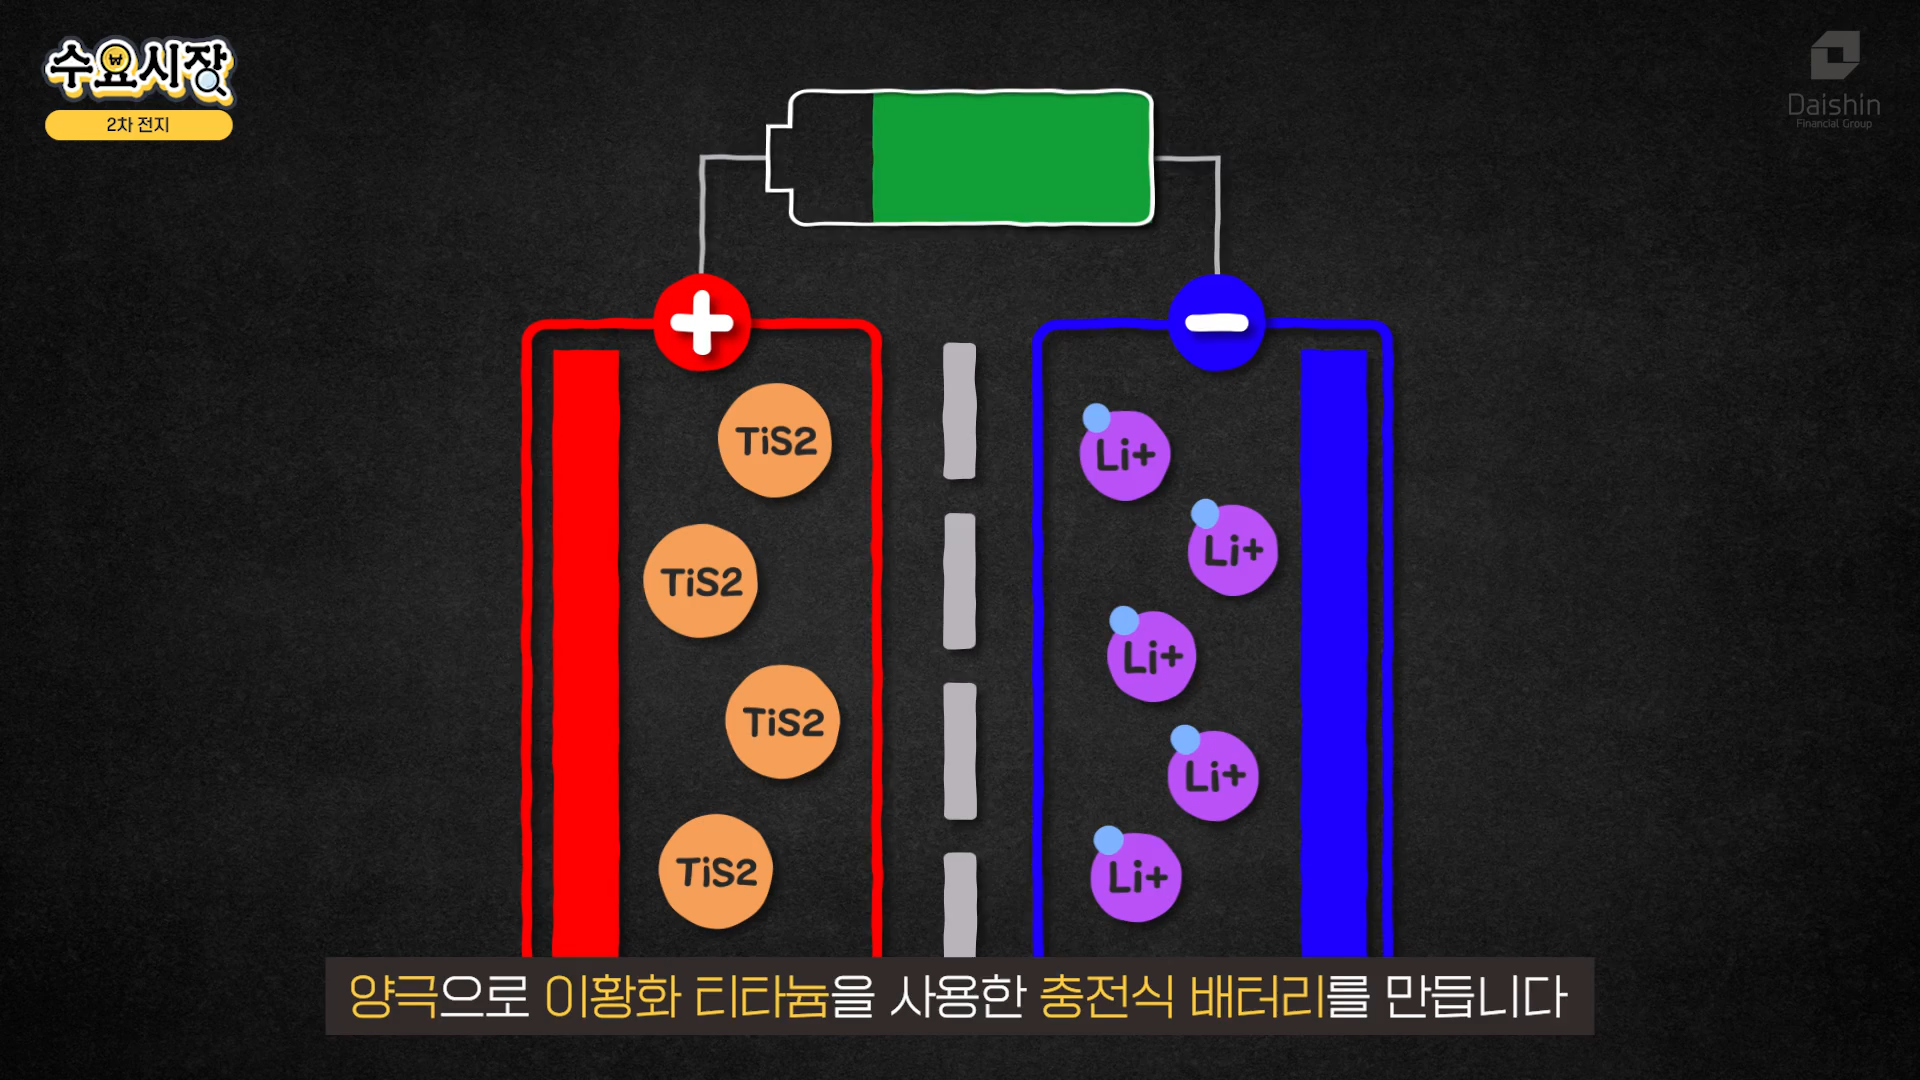 수요시장
2차 전지
Daishin
Financial Group
TiS2
TiS2
TiS2
TiS2
Li+
Li+
Li+
Li+
Li+
양극으로 이황화 티타늄을 사용한 충전식 배터리를 만듭니다